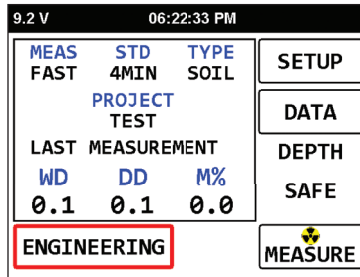 9.2 V 06:22:33 PM
MEAS STD TYPE
FAST 4MIN SOIL
PROJECT
TEST
LAST MEASUREMENT
WD DD M%
0.1 0.1 0.0
ENGINEERING
SETUP
DATA
DEPTH
SAFE
MEASURE